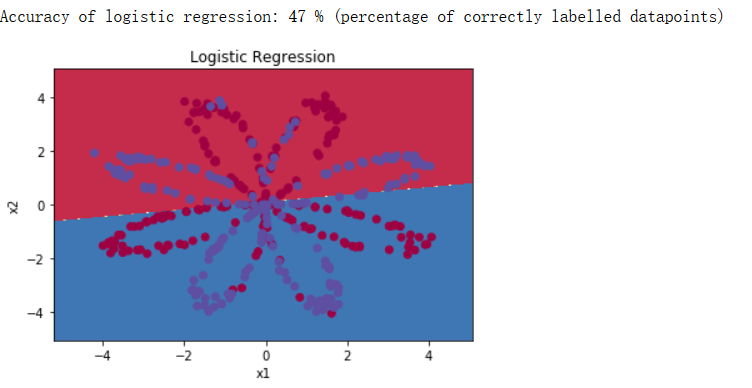 Accuracy of logistic regression: 47 % (percentage of correctly labelled datapoints)
Logistic Regression
4
2
0
−2
−4
x2
−4 −2 0 2 4
x1